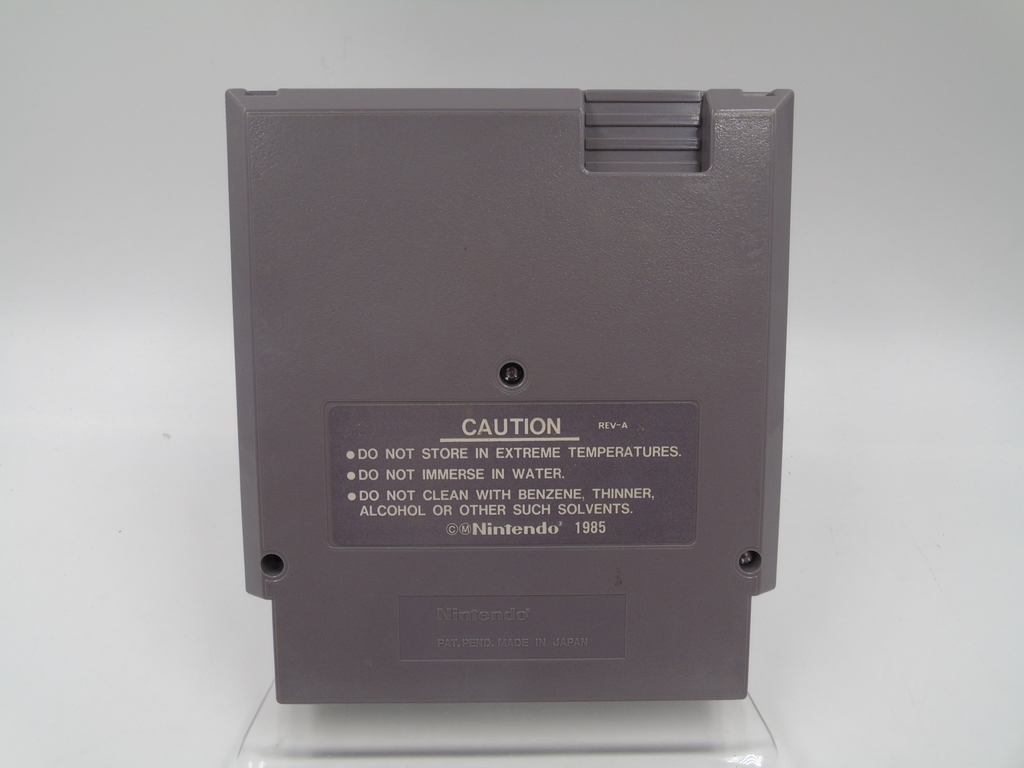 CAUTION REV-A
●DO NOT STORE IN EXTREME TEMPERATURES.
●DO NOT IMMERSE IN WATER.
●DO NOT CLEAN WITH BENZENE, THINNER,
ALCOHOL OR OTHER SUCH SOLVENTS.
©ⓂNintendo® 1985
Nintendo®
PAT. PEND. MADE IN JAPAN